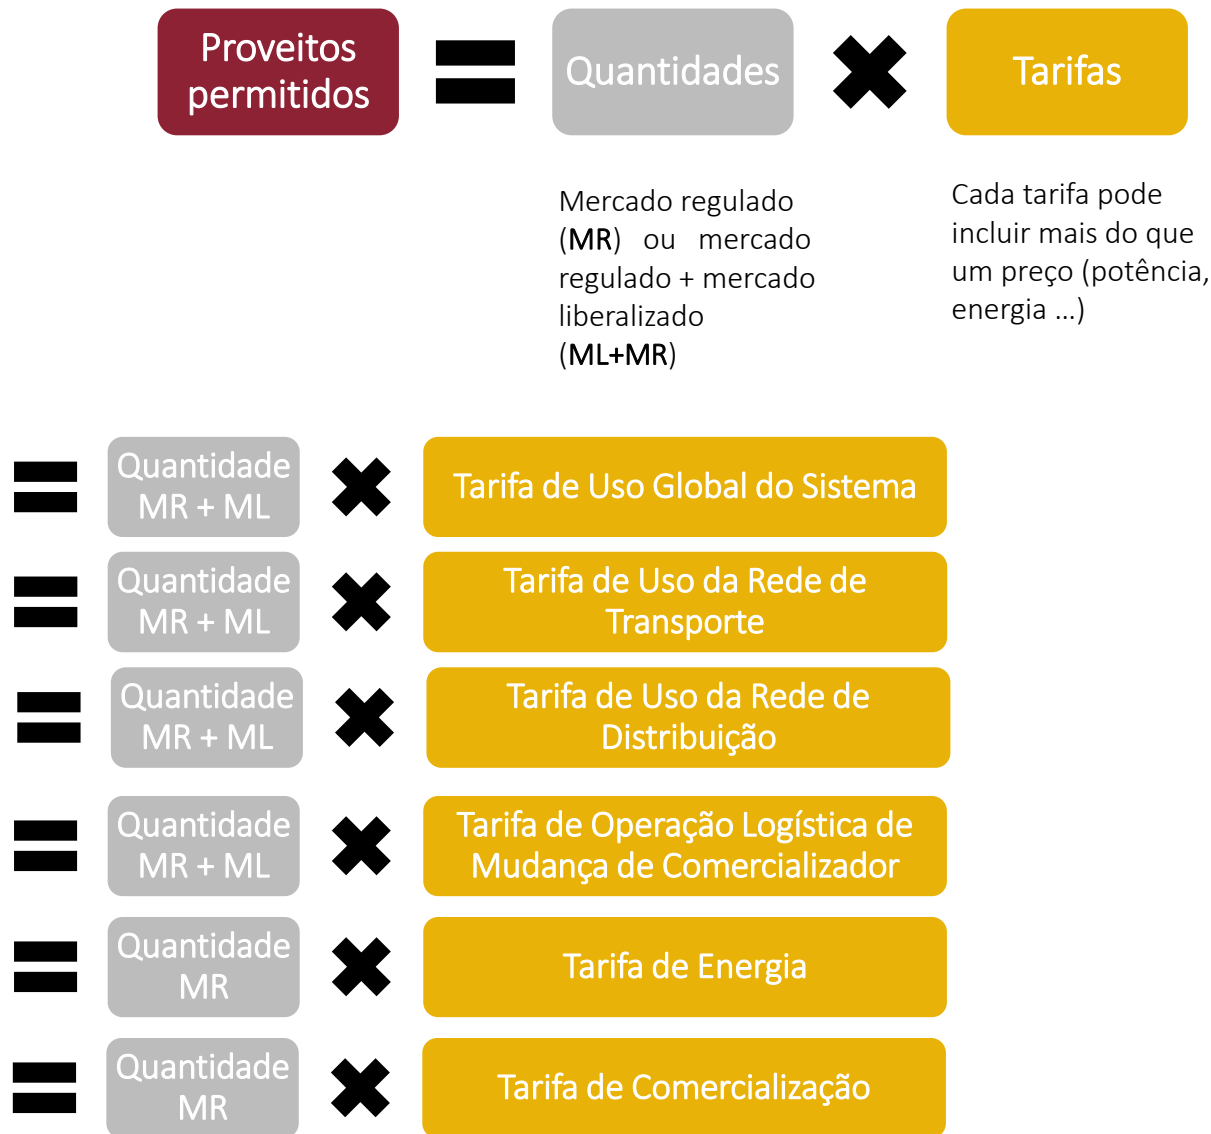 Proveitos
permitidos
Quantidades
Tarifas
Mercado regulado
(MR) ou mercado
regulado + mercado
liberalizado
(ML+MR)
Cada tarifa pode
incluir mais do que
um preço (potência,
energia ...)
Quantidade
MR + ML
Tarifa de Uso Global do Sistema
Quantidade
MR + ML
Tarifa de Uso da Rede de
Transporte
Quantidade
MR + ML
Tarifa de Uso da Rede de
Distribuição
Quantidade
MR + ML
Tarifa de Operação Logística de
Mudança de Comercializador
Quantidade
MR
Tarifa de Energia
Quantidade
MR
Tarifa de Comercialização